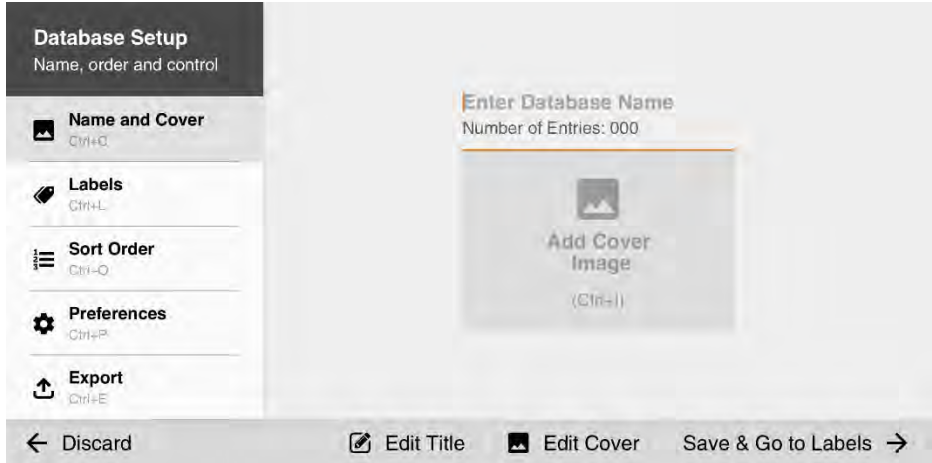 Database Setup
Name, order and control
Name and Cover
Ctrl+C
Labels
Ctrl+L
Sort Order
Ctrl+O
Preferences
Ctrl+P
Export
Ctrl+E
Enter Database Name
Number of Entries: 000
Add Cover
Image
(Ctrl+I)
Discard
Edit Title
Edit Cover
Save & Go to Labels